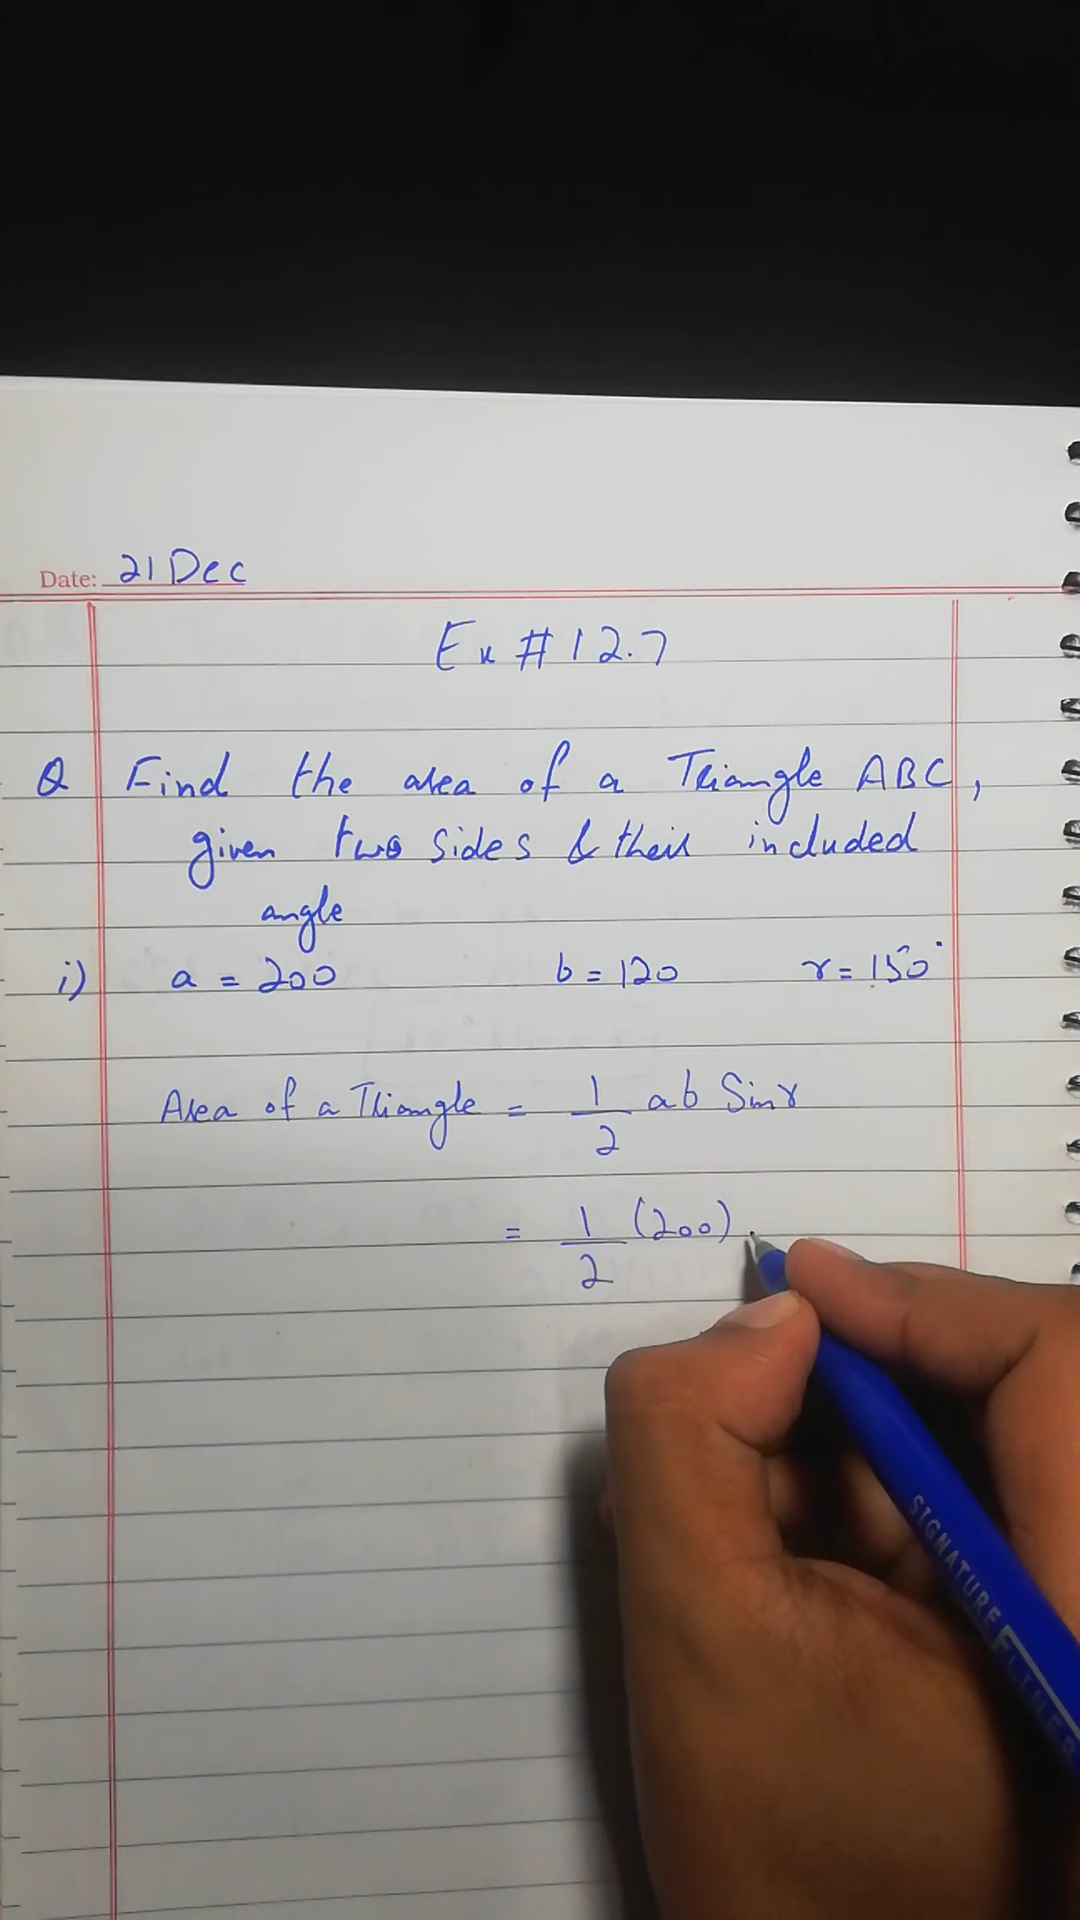 Date: 21 Dec
Ex # 12.7
Q Find the area of a Triangle ABC,
given two sides & their included
angle
i) a = 200 b = 120 γ = 150°
Area of a Triangle = 1/2 ab Sin γ
= 1/2 (200)
SIGNATURE LINER